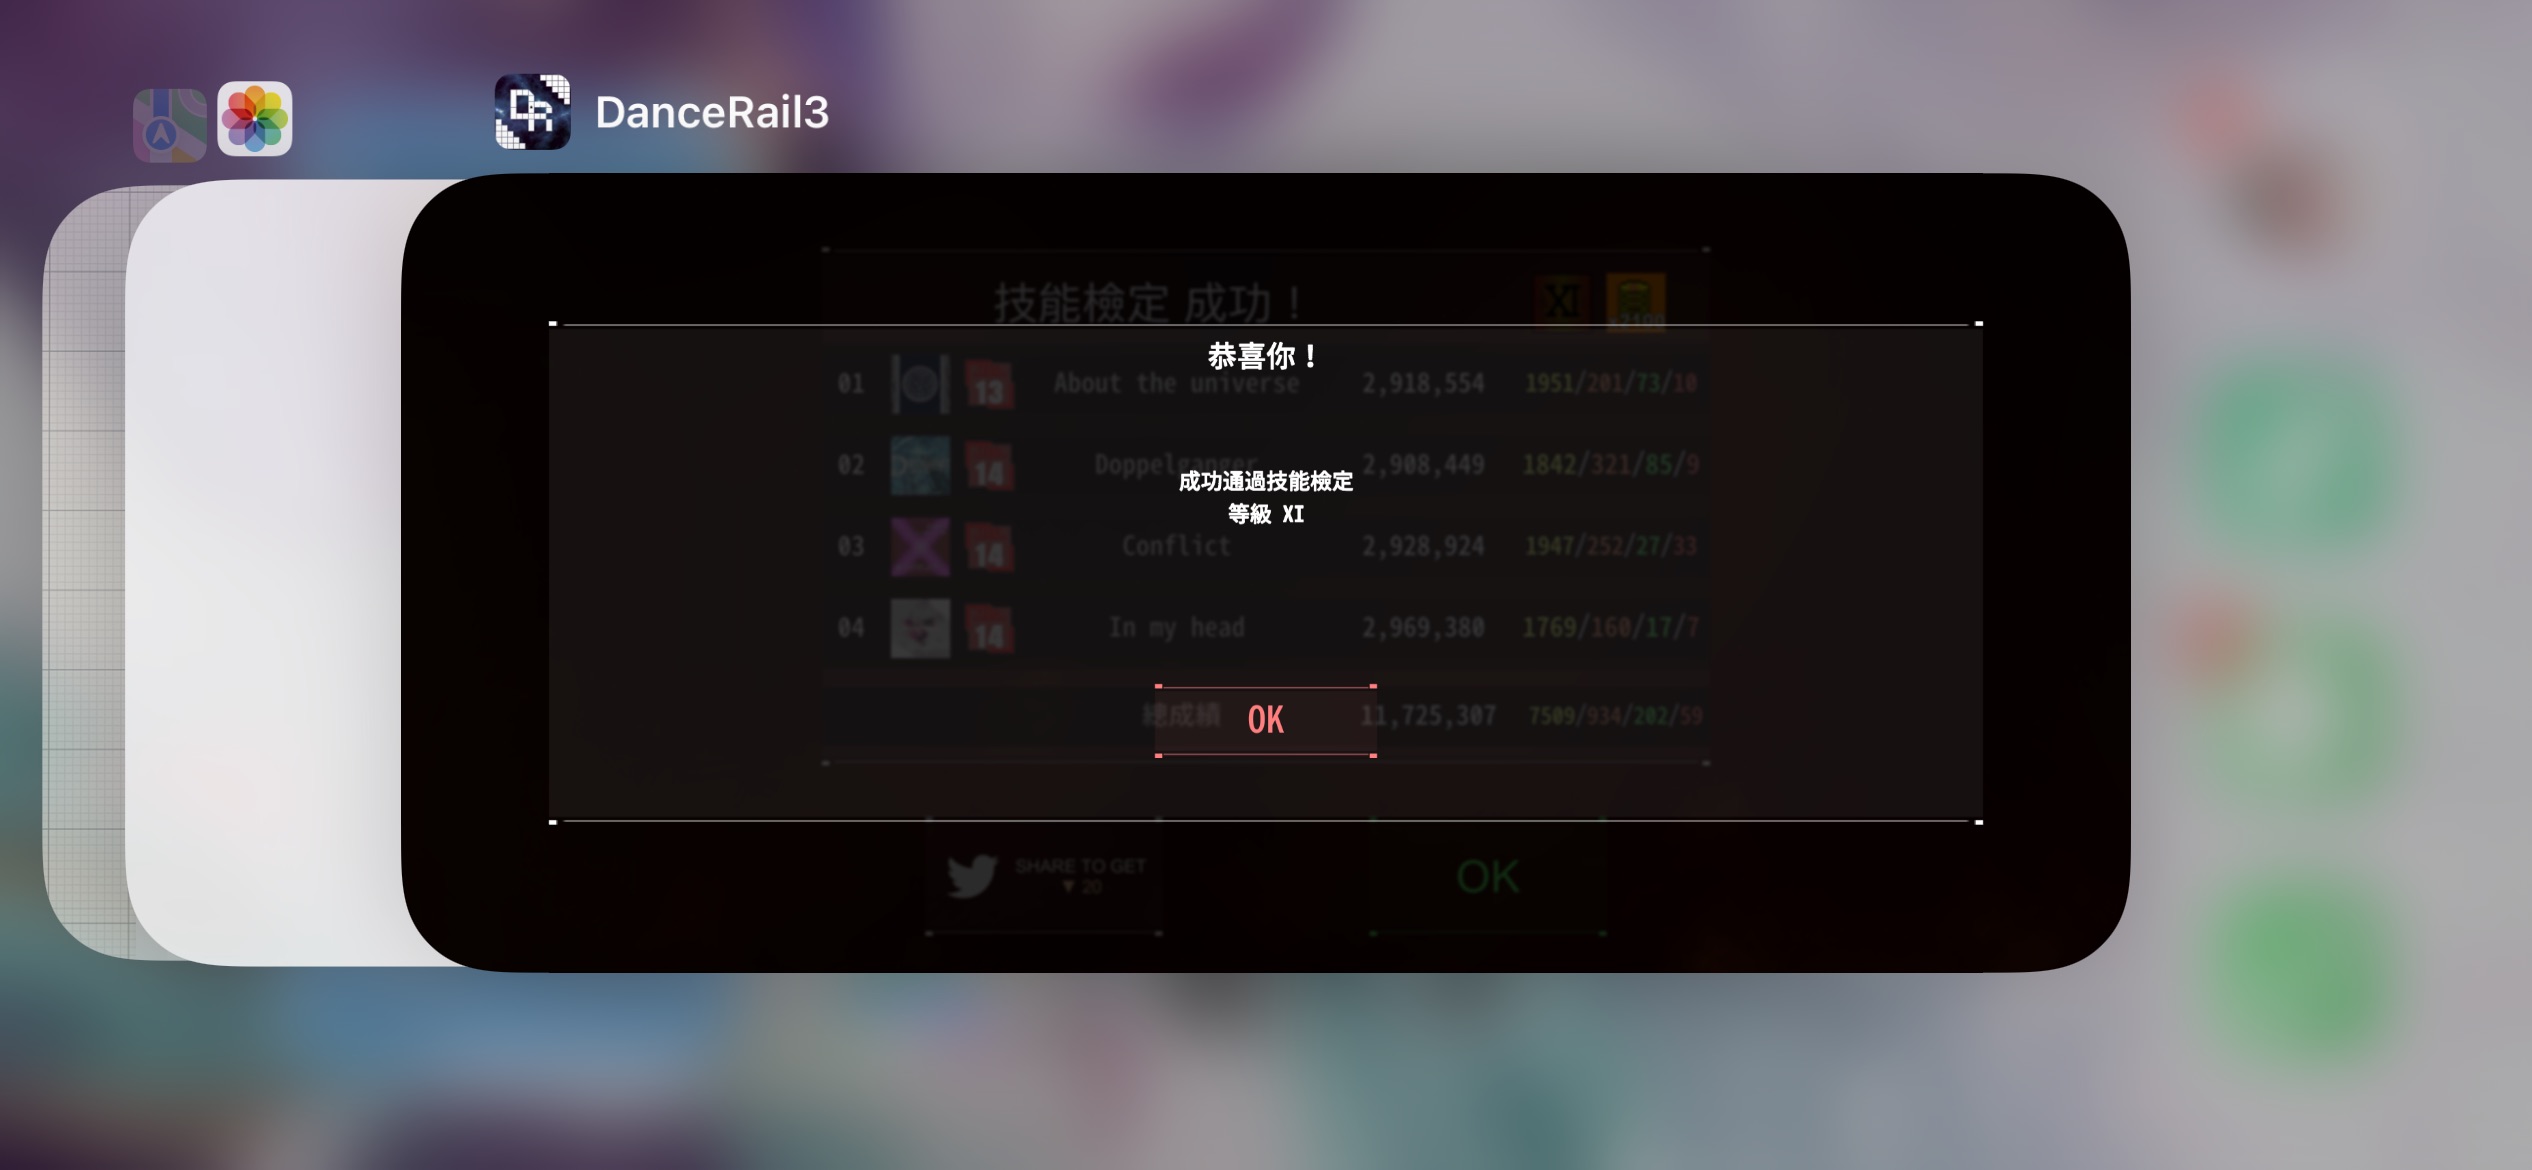 DanceRail3
技能檢定 成功！ XI
恭喜你！
01 13 About the universe 2,918,554 1951/201/73/10
02 14 Doppelganger 2,908,449 1842/321/85/9
成功通過技能檢定
等級 XI
03 14 Conflict 2,928,924 1947/252/27/33
04 14 In my head 2,969,380 1769/160/17/7
總成績 11,725,307 7509/934/202/59
OK
SHARE TO GET
▼ 20
OK